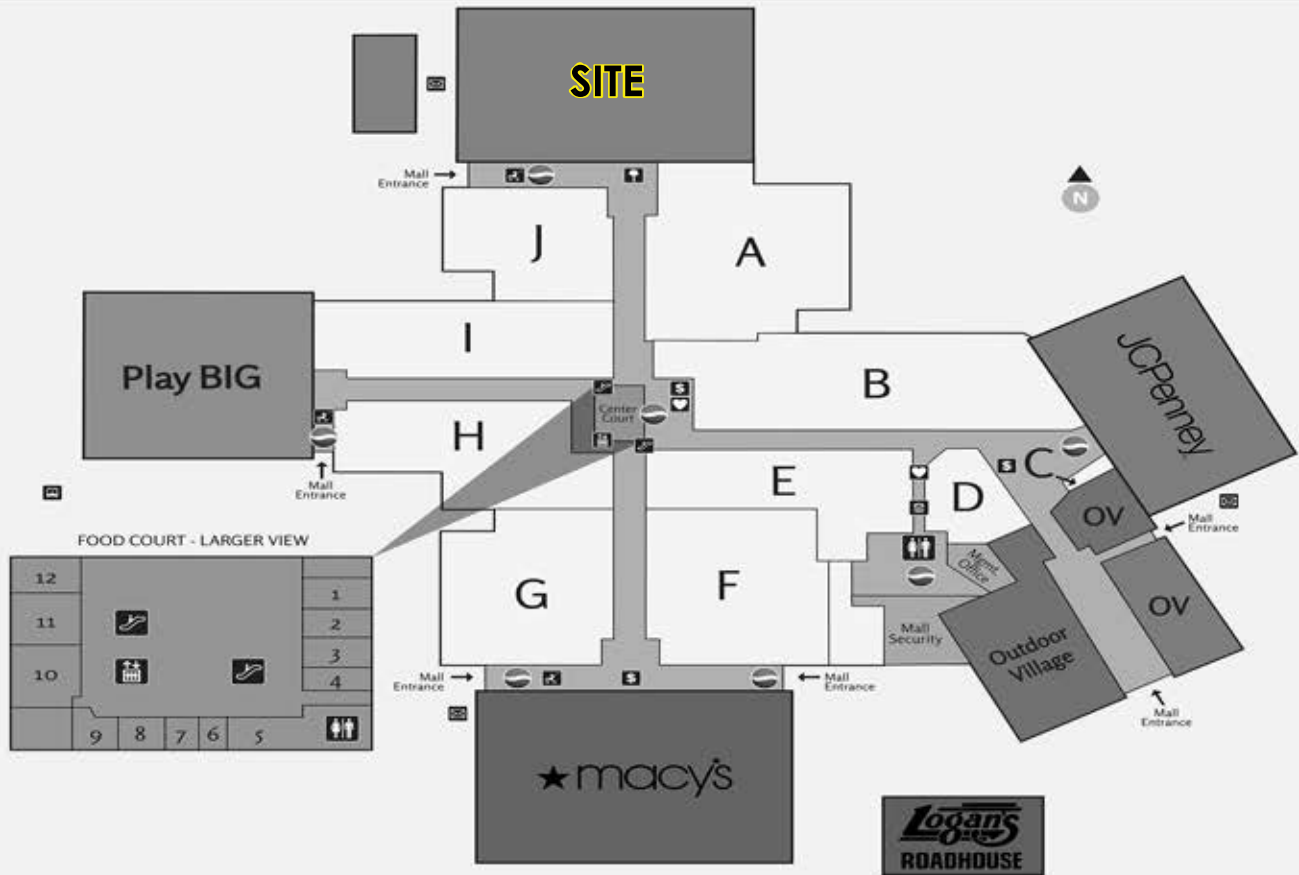 SITE
Mall
Entrance
N
J
A
JCPenney
I
Play BIG
B
$
Center
Court
H
Mall
Entrance
E
$
C
D
OV
Mall
Entrance
FOOD COURT - LARGER VIEW
12
1
11
2
3
10
4
9
8
7
6
5
G
F
Mgmt.
Office
Mall
Security
OV
Outdoor
Village
Mall
Entrance
$
Mall
Entrance
Mall
Entrance
macy's
Logan's
ROADHOUSE